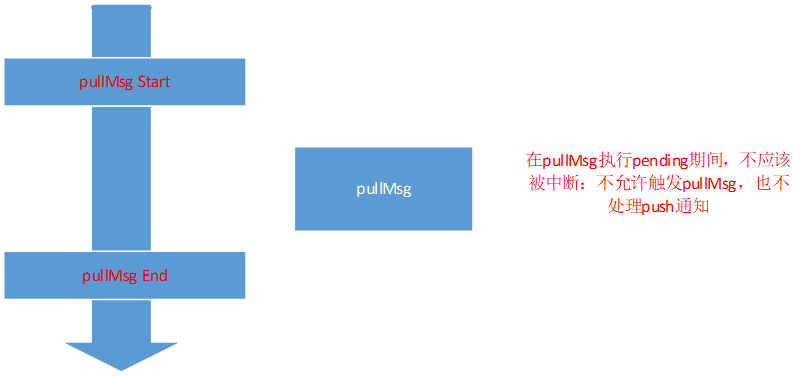 pullMsg Start
pullMsg
在pullMsg执行pending期间，不应该
被中断：不允许触发pullMsg，也不
处理push通知
pullMsg End